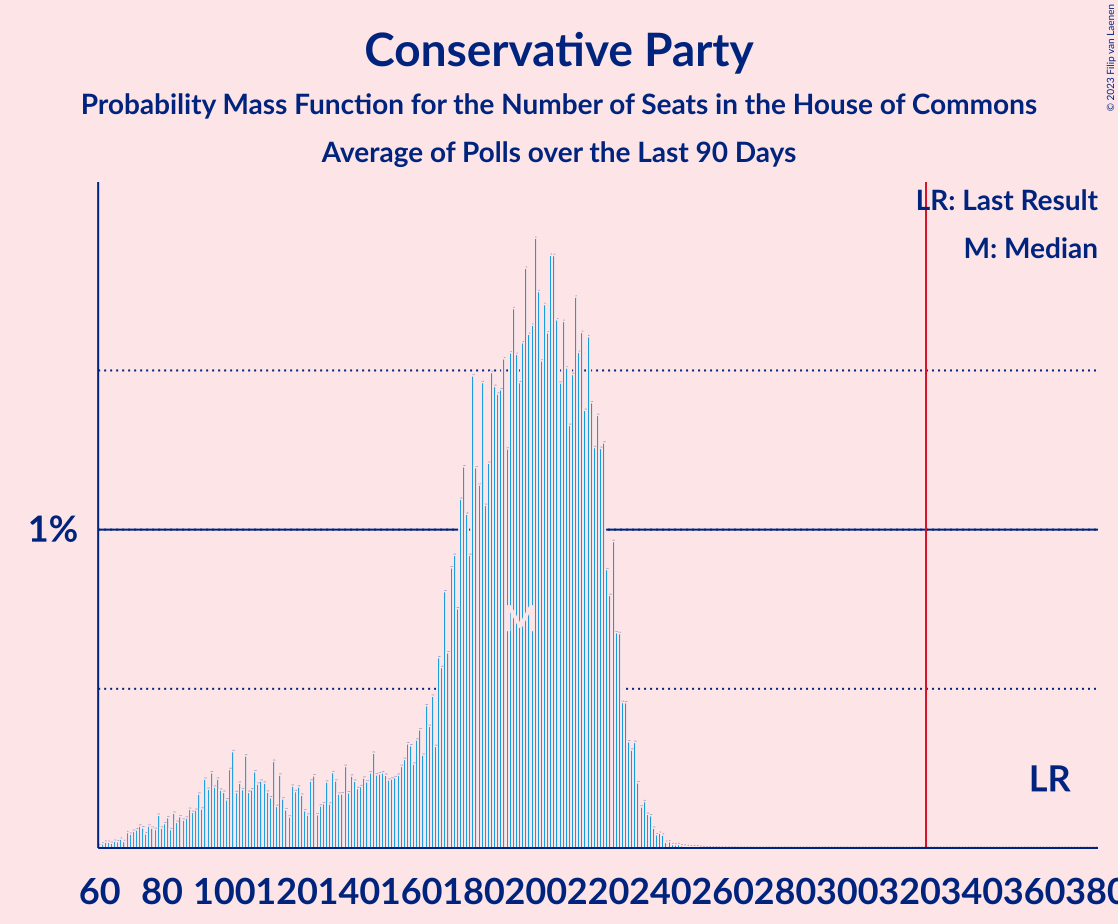 Conservative Party
Probability Mass Function for the Number of Seats in the House of Commons
Average of Polls over the Last 90 Days
© 2023 Filip van Laenen
LR: Last Result
M: Median
1%
M
LR
60 80 100 120 140 160 180 200 220 240 260 280 300 320 340 360 380